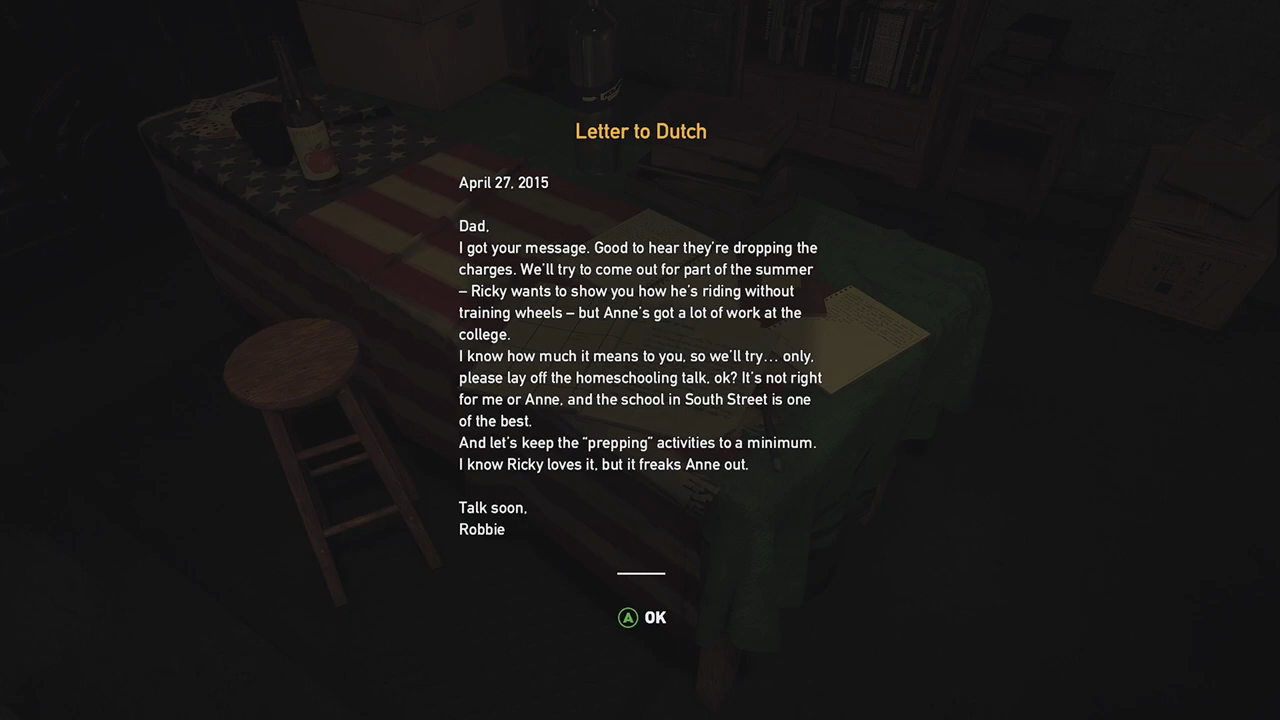 Letter to Dutch
April 27, 2015
Dad,
I got your message. Good to hear they're dropping the
charges. We'll try to come out for part of the summer
– Ricky wants to show you how he's riding without
training wheels – but Anne's got a lot of work at the
college.
I know how much it means to you, so we'll try... only,
please lay off the homeschooling talk, ok? It's not right
for me or Anne, and the school in South Street is one
of the best.
And let's keep the “prepping” activities to a minimum.
I know Ricky loves it, but it freaks Anne out.
Talk soon,
Robbie
A OK